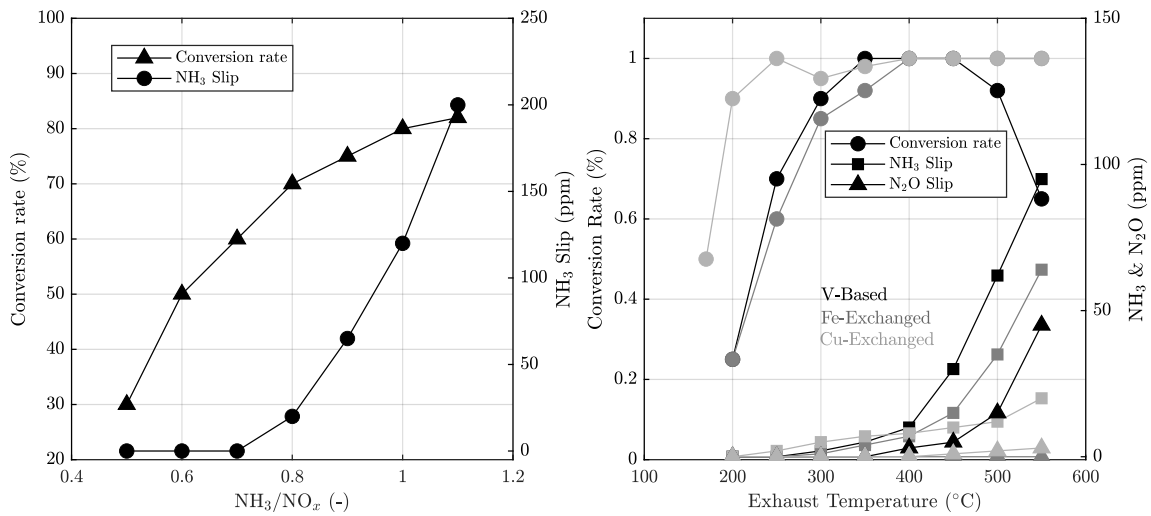 100
90
80
70
60
50
40
30
20
Conversion rate (%)
0.4
0.6
0.8
1
1.2
NH₃/NOₓ (-)
250
200
150
100
50
0
NH₃ Slip (ppm)
Conversion rate
NH₃ Slip
1
0.8
0.6
0.4
0.2
0
Conversion Rate (%)
100
200
300
400
500
600
Exhaust Temperature (°C)
150
100
50
0
NH₃ & N₂O (ppm)
Conversion rate
NH₃ Slip
N₂O Slip
V-Based
Fe-Exchanged
Cu-Exchanged